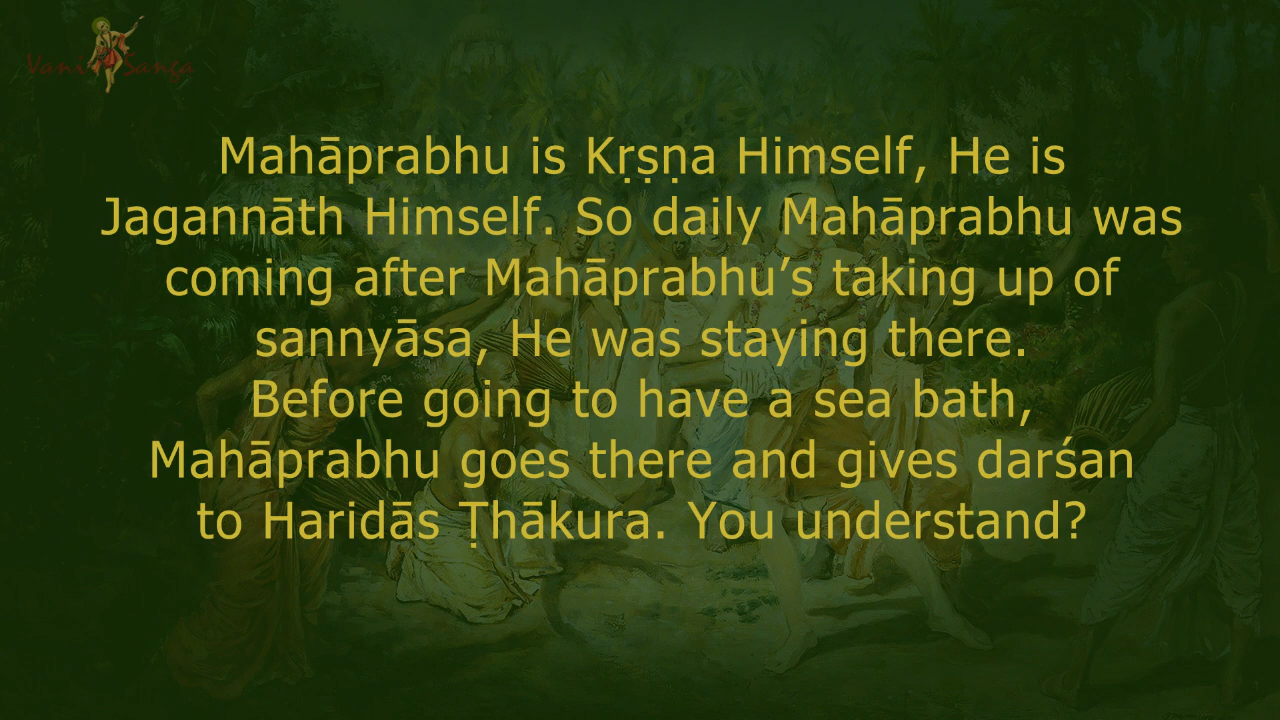 Vani Sanga
Mahāprabhu is Kṛṣṇa Himself, He is
Jagannāth Himself. So daily Mahāprabhu was
coming after Mahāprabhu’s taking up of
sannyāsa, He was staying there.
Before going to have a sea bath,
Mahāprabhu goes there and gives darśan
to Haridās Ṭhākura. You understand?